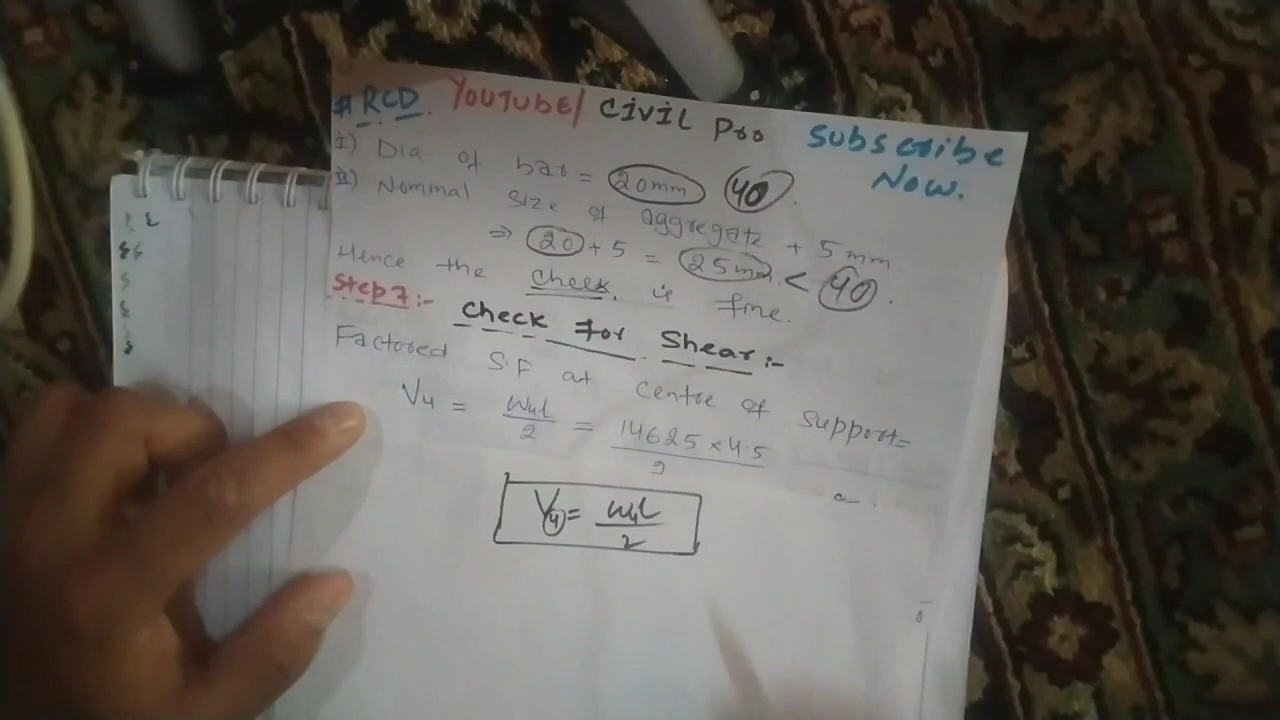 # RCD. YOUTUBE/ Civil Pro Subscribe Now.
I) Dia of bar = 20mm 40.
II) Nominal size of aggregate + 5mm
⇒ 20 + 5 = 25mm < 40.
Hence the check is fine.
Step 7:- Check for Shear:-
Factored S.F at centre of support=
Vu = wul/2 = 14625 × 4.5/2
Vu = wul/2